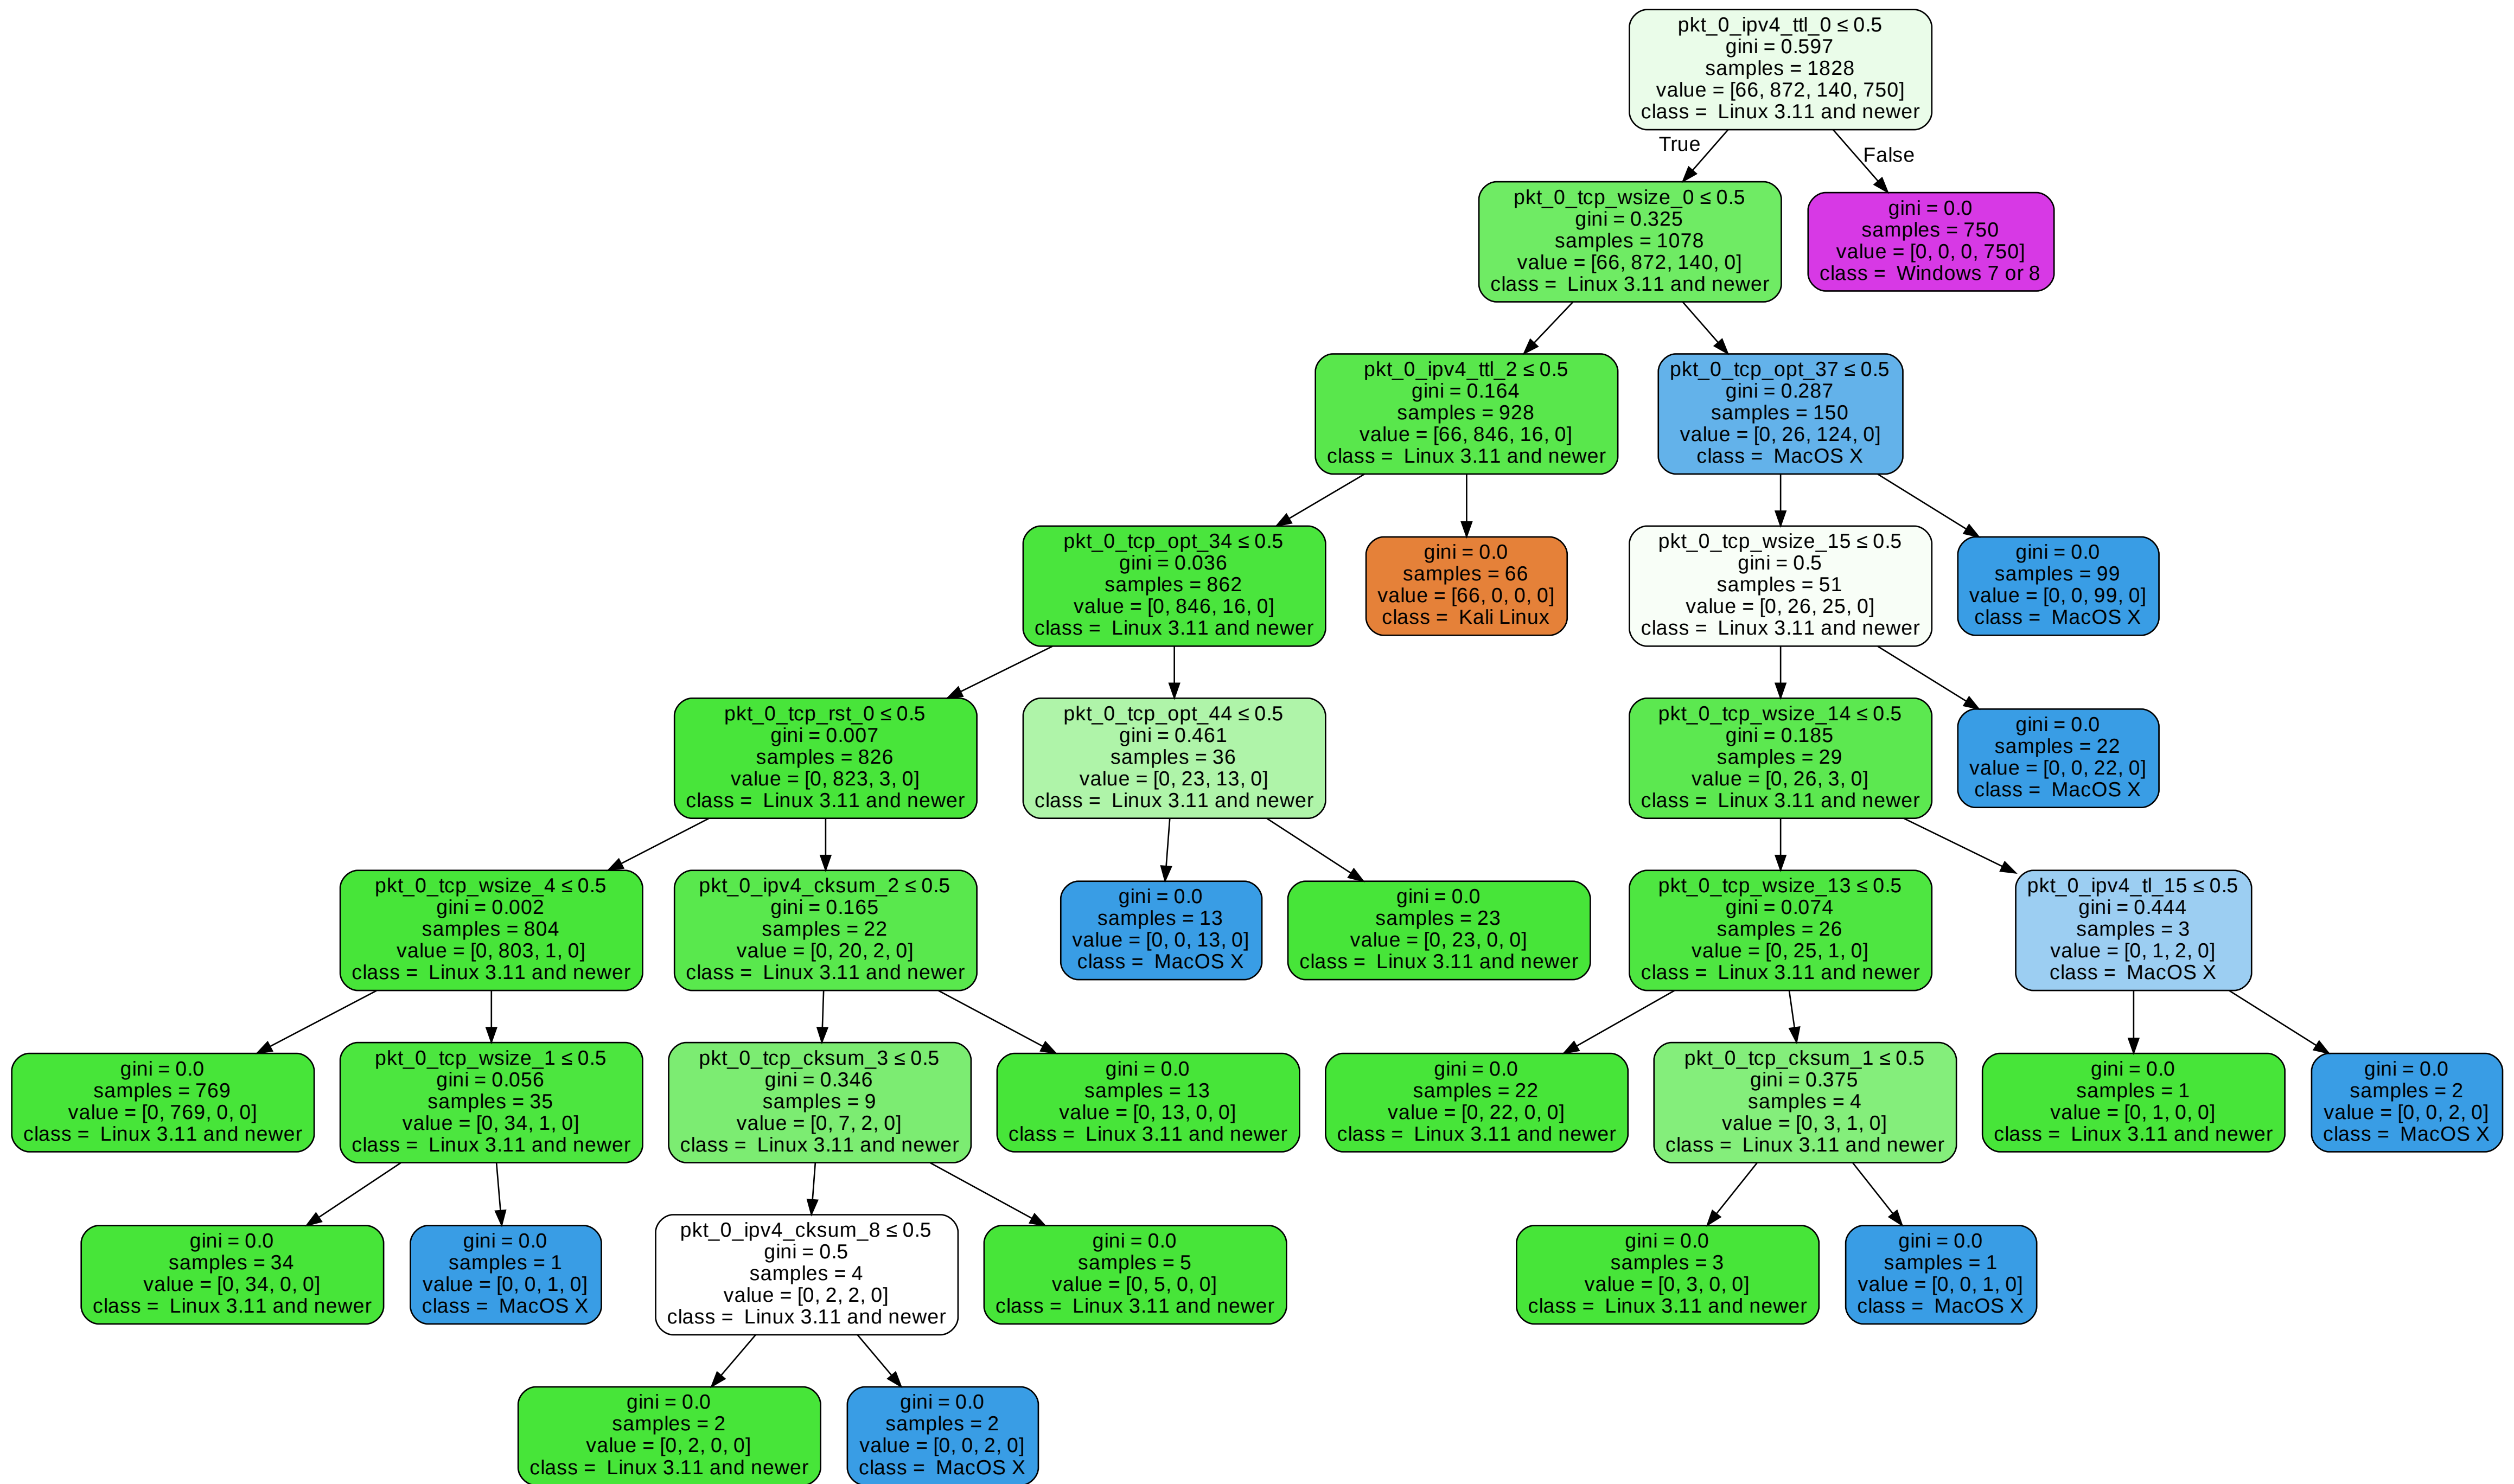 pkt_0_ipv4_ttl_0 ≤ 0.5
gini = 0.597
samples = 1828
value = [66, 872, 140, 750]
class =  Linux 3.11 and newer
True
False
pkt_0_tcp_wsize_0 ≤ 0.5
gini = 0.325
samples = 1078
value = [66, 872, 140, 0]
class =  Linux 3.11 and newer
gini = 0.0
samples = 750
value = [0, 0, 0, 750]
class =  Windows 7 or 8
pkt_0_ipv4_ttl_2 ≤ 0.5
gini = 0.164
samples = 928
value = [66, 846, 16, 0]
class =  Linux 3.11 and newer
pkt_0_tcp_opt_37 ≤ 0.5
gini = 0.287
samples = 150
value = [0, 26, 124, 0]
class =  MacOS X
pkt_0_tcp_opt_34 ≤ 0.5
gini = 0.036
samples = 862
value = [0, 846, 16, 0]
class =  Linux 3.11 and newer
gini = 0.0
samples = 66
value = [66, 0, 0, 0]
class =  Kali Linux
pkt_0_tcp_wsize_15 ≤ 0.5
gini = 0.5
samples = 51
value = [0, 26, 25, 0]
class =  Linux 3.11 and newer
gini = 0.0
samples = 99
value = [0, 0, 99, 0]
class =  MacOS X
pkt_0_tcp_rst_0 ≤ 0.5
gini = 0.007
samples = 826
value = [0, 823, 3, 0]
class =  Linux 3.11 and newer
pkt_0_tcp_opt_44 ≤ 0.5
gini = 0.461
samples = 36
value = [0, 23, 13, 0]
class =  Linux 3.11 and newer
pkt_0_tcp_wsize_14 ≤ 0.5
gini = 0.185
samples = 29
value = [0, 26, 3, 0]
class =  Linux 3.11 and newer
gini = 0.0
samples = 22
value = [0, 0, 22, 0]
class =  MacOS X
pkt_0_tcp_wsize_4 ≤ 0.5
gini = 0.002
samples = 804
value = [0, 803, 1, 0]
class =  Linux 3.11 and newer
pkt_0_ipv4_cksum_2 ≤ 0.5
gini = 0.165
samples = 22
value = [0, 20, 2, 0]
class =  Linux 3.11 and newer
gini = 0.0
samples = 13
value = [0, 0, 13, 0]
class =  MacOS X
gini = 0.0
samples = 23
value = [0, 23, 0, 0]
class =  Linux 3.11 and newer
pkt_0_tcp_wsize_13 ≤ 0.5
gini = 0.074
samples = 26
value = [0, 25, 1, 0]
class =  Linux 3.11 and newer
pkt_0_ipv4_tl_15 ≤ 0.5
gini = 0.444
samples = 3
value = [0, 1, 2, 0]
class =  MacOS X
gini = 0.0
samples = 769
value = [0, 769, 0, 0]
class =  Linux 3.11 and newer
pkt_0_tcp_wsize_1 ≤ 0.5
gini = 0.056
samples = 35
value = [0, 34, 1, 0]
class =  Linux 3.11 and newer
pkt_0_tcp_cksum_3 ≤ 0.5
gini = 0.346
samples = 9
value = [0, 7, 2, 0]
class =  Linux 3.11 and newer
gini = 0.0
samples = 13
value = [0, 13, 0, 0]
class =  Linux 3.11 and newer
gini = 0.0
samples = 22
value = [0, 22, 0, 0]
class =  Linux 3.11 and newer
pkt_0_tcp_cksum_1 ≤ 0.5
gini = 0.375
samples = 4
value = [0, 3, 1, 0]
class =  Linux 3.11 and newer
gini = 0.0
samples = 1
value = [0, 1, 0, 0]
class =  Linux 3.11 and newer
gini = 0.0
samples = 2
value = [0, 0, 2, 0]
class =  MacOS X
gini = 0.0
samples = 34
value = [0, 34, 0, 0]
class =  Linux 3.11 and newer
gini = 0.0
samples = 1
value = [0, 0, 1, 0]
class =  MacOS X
pkt_0_ipv4_cksum_8 ≤ 0.5
gini = 0.5
samples = 4
value = [0, 2, 2, 0]
class =  Linux 3.11 and newer
gini = 0.0
samples = 5
value = [0, 5, 0, 0]
class =  Linux 3.11 and newer
gini = 0.0
samples = 3
value = [0, 3, 0, 0]
class =  Linux 3.11 and newer
gini = 0.0
samples = 1
value = [0, 0, 1, 0]
class =  MacOS X
gini = 0.0
samples = 2
value = [0, 2, 0, 0]
class =  Linux 3.11 and newer
gini = 0.0
samples = 2
value = [0, 0, 2, 0]
class =  MacOS X